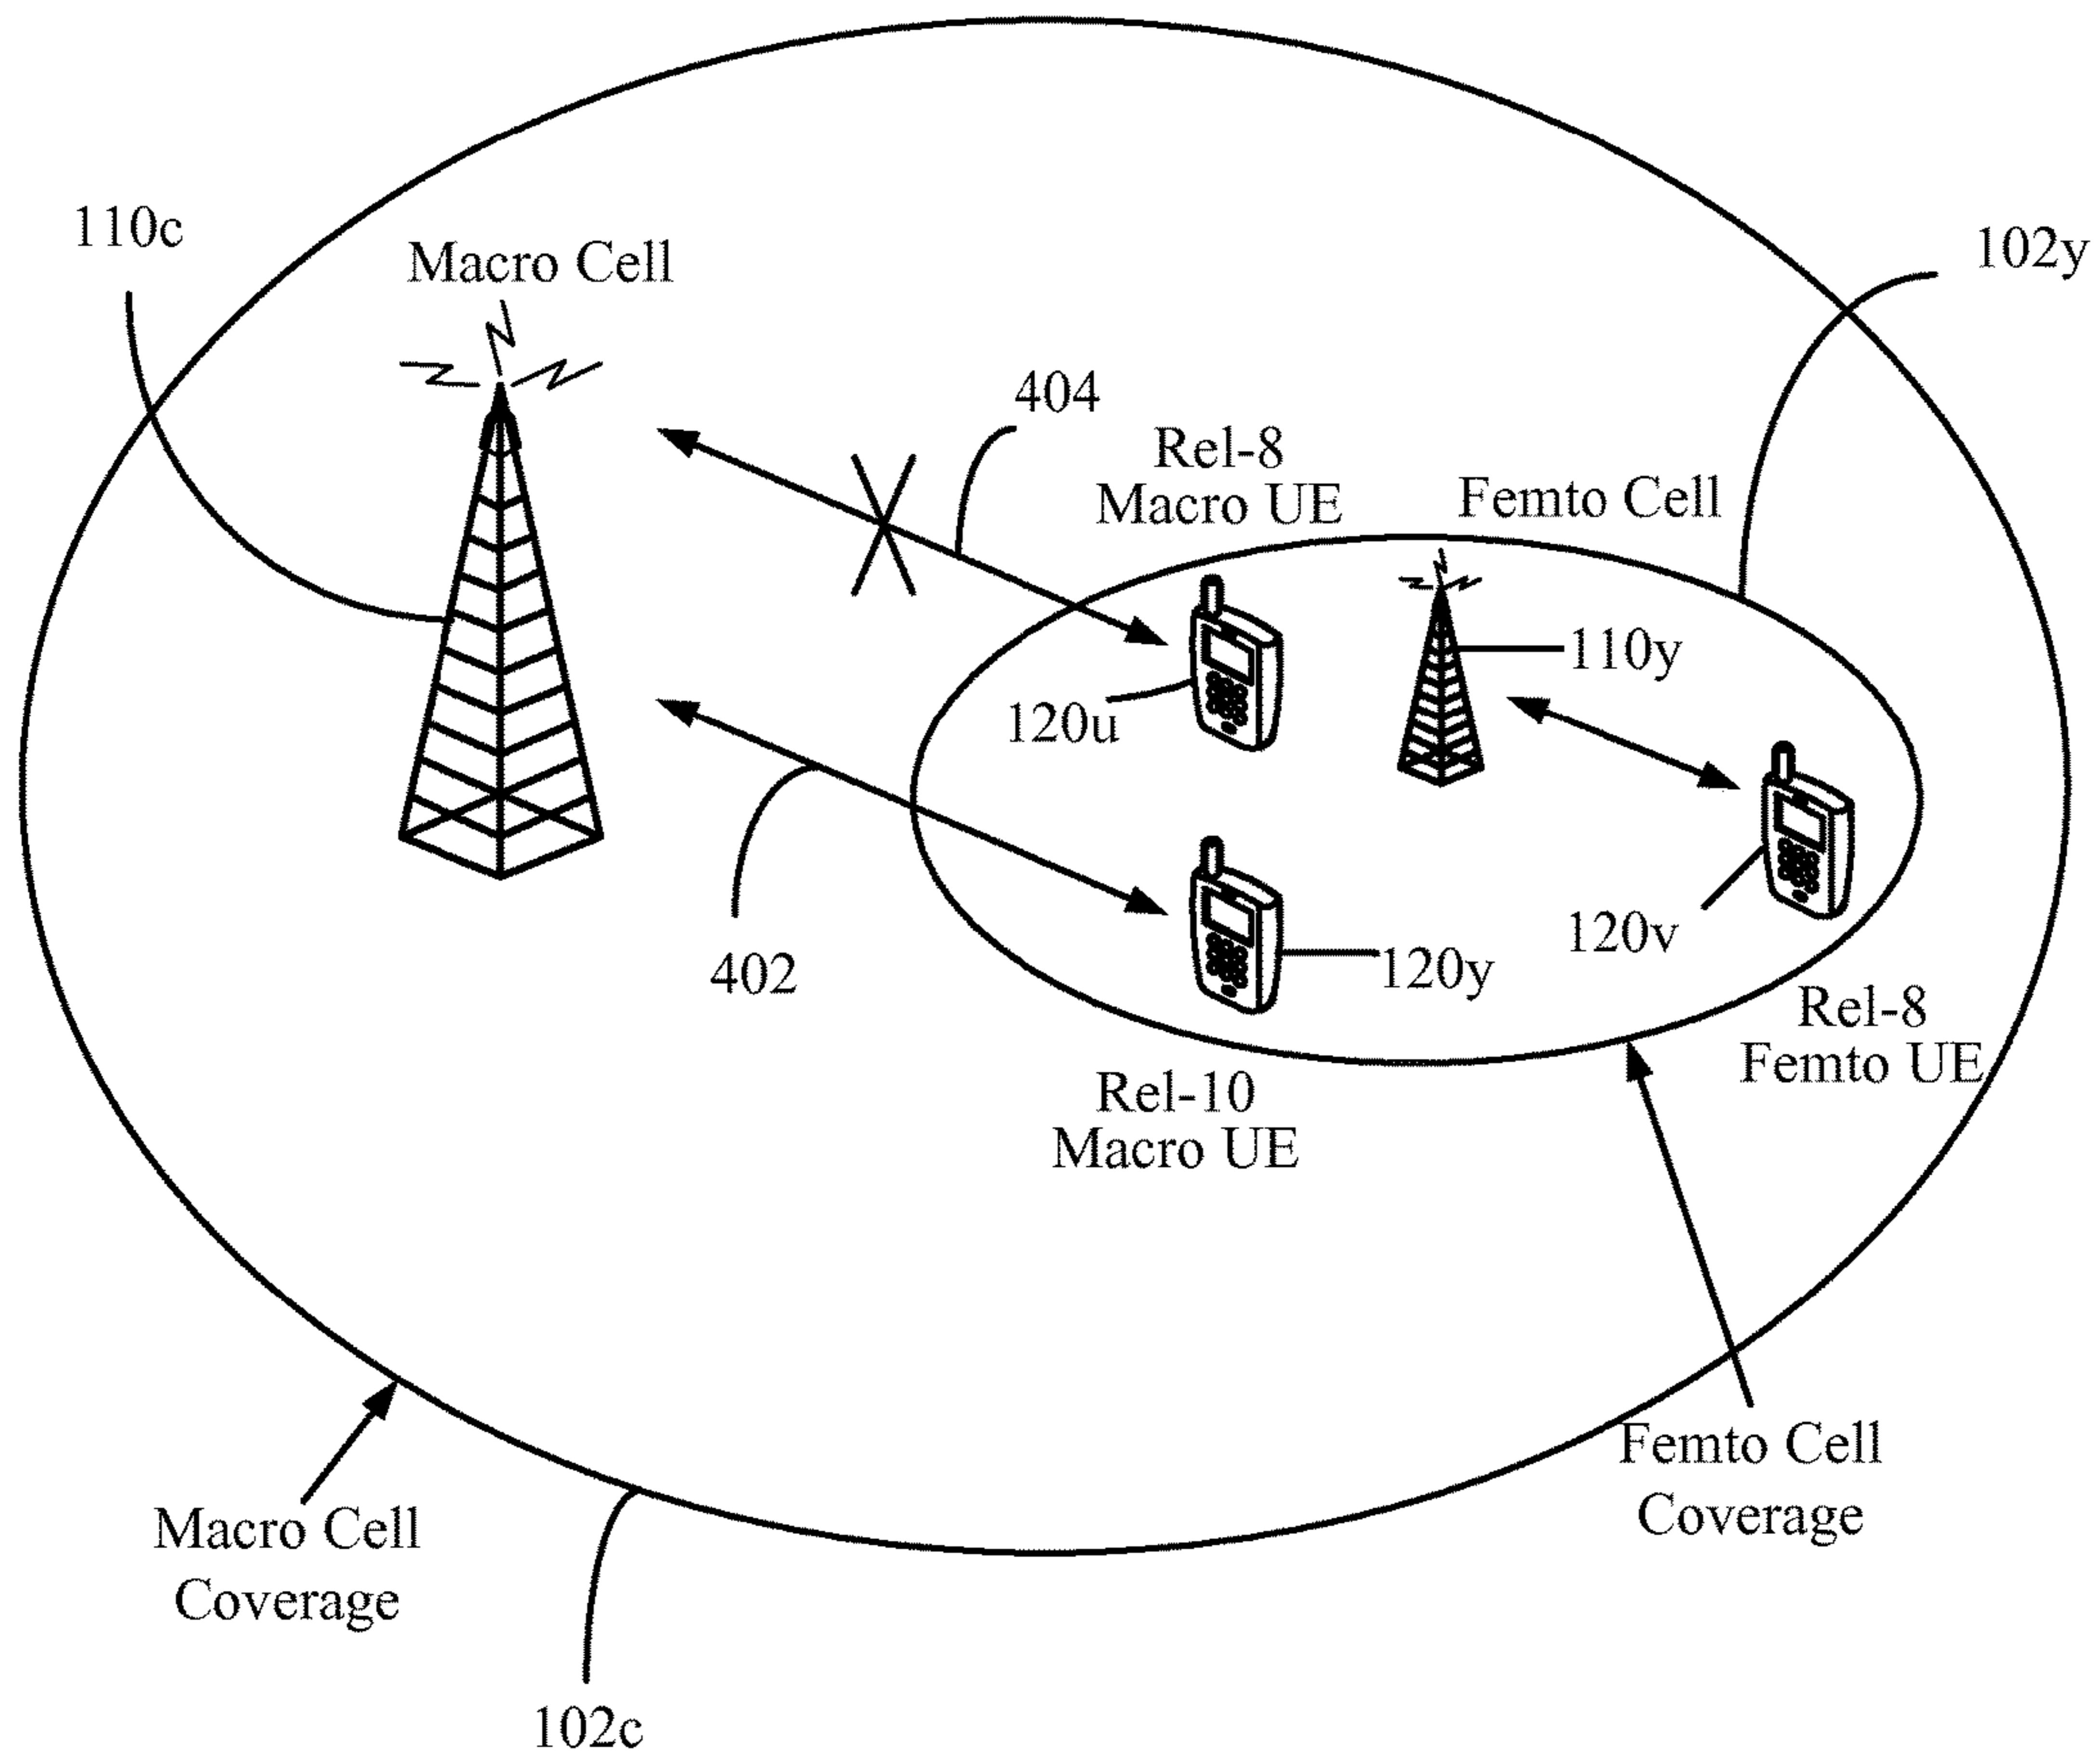 110c
Macro Cell
102y
404
Rel-8
Macro UE
Femto Cell
110y
120u
120v
402
120y
Rel-8
Femto UE
Rel-10
Macro UE
Femto Cell
Coverage
Macro Cell
Coverage
102c